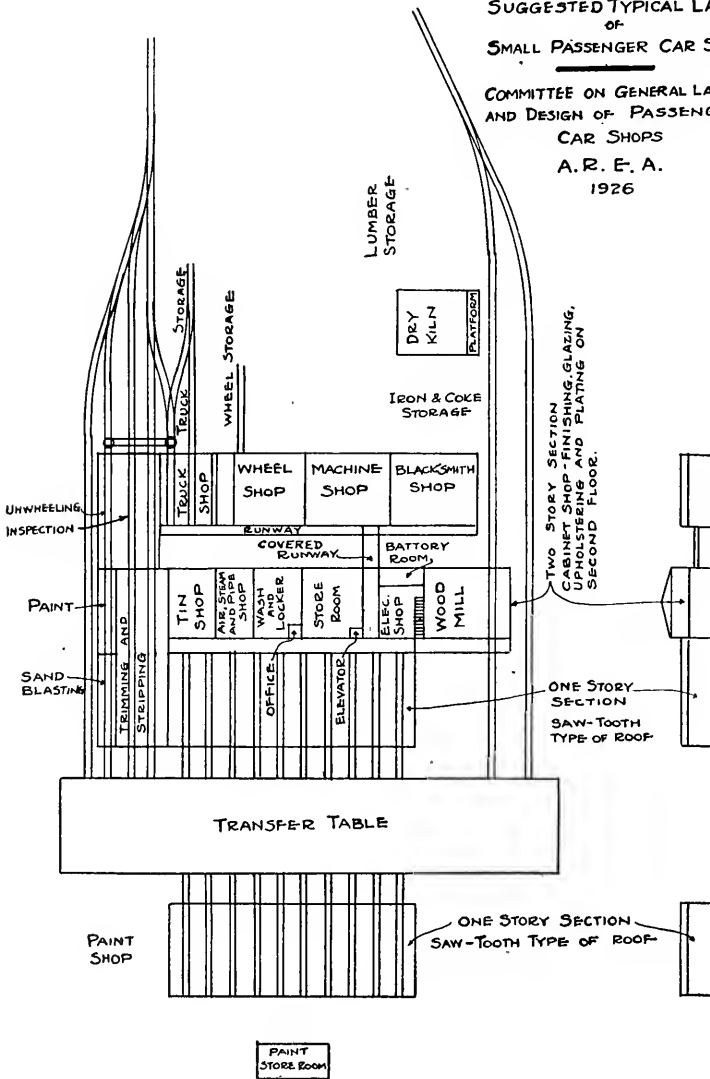 SUGGESTED TYPICAL LA
OF
SMALL PASSENGER CAR S
COMMITTEE ON GENERAL LA
AND DESIGN OF PASSENG
CAR SHOPS
A.R.E.A.
1926
LUMBER
STORAGE
DRY
KILN
PLATFORM
STORAGE
TRUCK
WHEEL STORAGE
IRON & COKE
STORAGE
TWO STORY SECTION
CABINET SHOP-FINISHING, GLAZING,
UPHOLSTERING AND PLATING ON
SECOND FLOOR.
TRUCK
SHOP
WHEEL
SHOP
MACHINE
SHOP
BLACKSMITH
SHOP
UNWHEELING
INSPECTION
RUNWAY
COVERED
RUNWAY
BATTORY
ROOM
PAINT
TIN
SHOP
AIR, STEAM
AND PIPE
SHOP
WASH
AND
LOCKER
STORE
ROOM
ELEC.
SHOP
WOOD
MILL
SAND
BLASTING
TRIMMING AND
STRIPPING
OFFICE
ELEVATOR
ONE STORY
SECTION
SAW-TOOTH
TYPE OF ROOF
TRANSFER TABLE
PAINT
SHOP
ONE STORY SECTION
SAW-TOOTH TYPE OF ROOF
PAINT
STORE ROOM